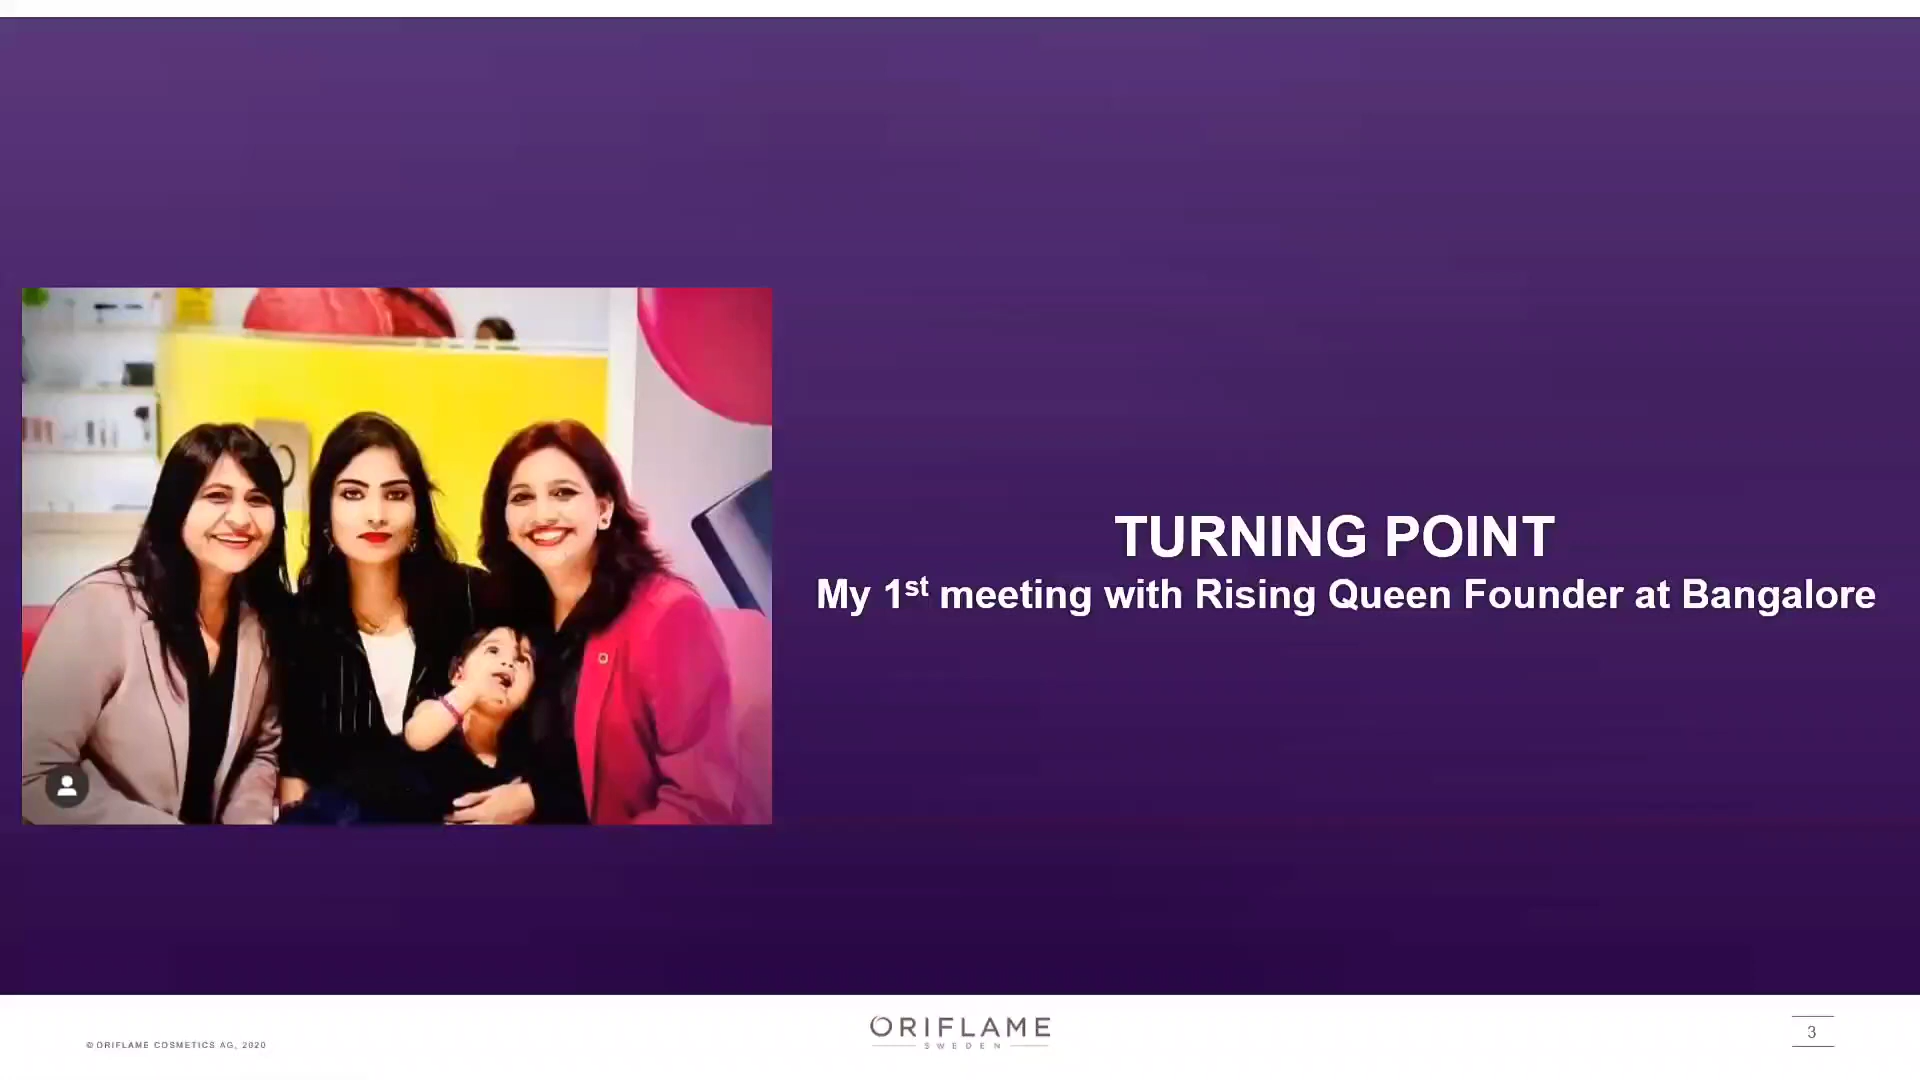 TURNING POINT
My 1st meeting with Rising Queen Founder at Bangalore
© ORIFLAME COSMETICS AG, 2020
ORIFLAME
SWEDEN
3